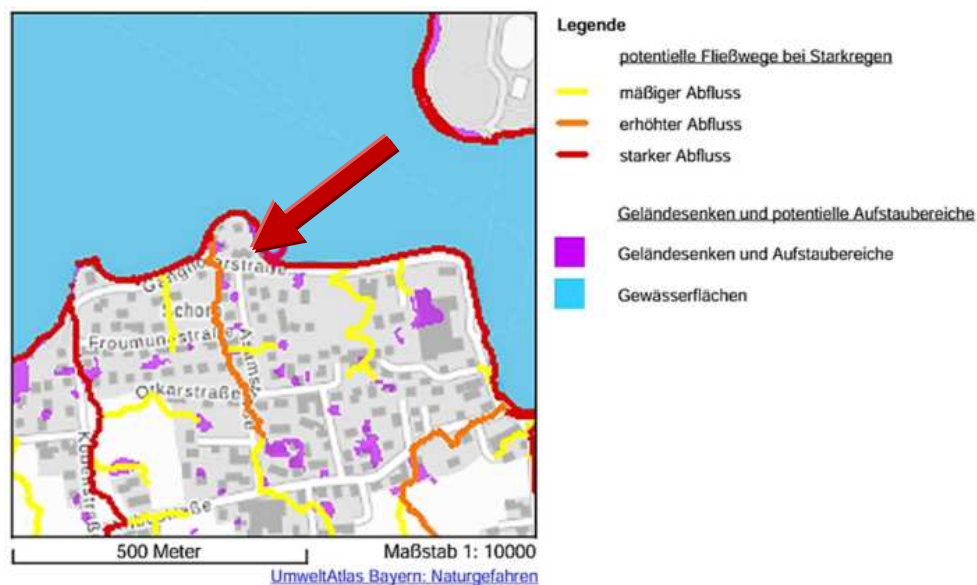 Legende
potentielle Fließwege bei Starkregen
mäßiger Abfluss
erhöhter Abfluss
starker Abfluss
Geländesenken und potentielle Aufstaubereiche
Geländesenken und Aufstaubereiche
Gewässerflächen
Schorn
Otkarstraße
500 Meter
Maßstab 1: 10000
UmweltAtlas Bayern: Naturgefahren